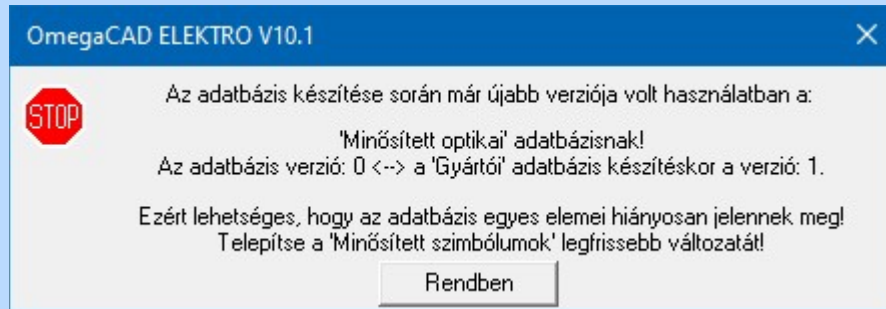 OmegaCAD ELEKTRO V10.1
STOP
Az adatbázis készítése során már újabb verziója volt használatban a:
'Minősített optikai' adatbázisnak!
Az adatbázis verzió: 0 <--> a 'Gyártói' adatbázis készítéskor a verzió: 1.
Ezért lehetséges, hogy az adatbázis egyes elemei hiányosan jelennek meg!
Telepítse a 'Minősített szimbólumok' legfrissebb változatát!
Rendben